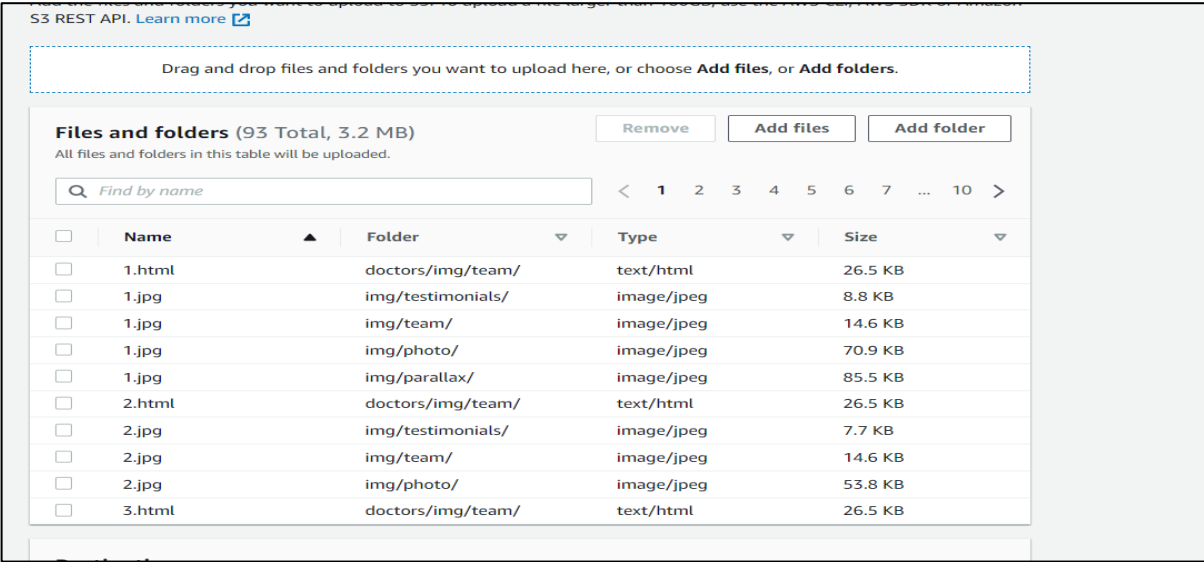 S3 REST API. Learn more
Drag and drop files and folders you want to upload here, or choose Add files, or Add folders.
Files and folders (93 Total, 3.2 MB)
Remove Add files Add folder
All files and folders in this table will be uploaded.
Find by name
1 2 3 4 5 6 7 ... 10
Name Folder Type Size
1.html doctors/img/team/ text/html 26.5 KB
1.jpg img/testimonials/ image/jpeg 8.8 KB
1.jpg img/team/ image/jpeg 14.6 KB
1.jpg img/photo/ image/jpeg 70.9 KB
1.jpg img/parallax/ image/jpeg 85.5 KB
2.html doctors/img/team/ text/html 26.5 KB
2.jpg img/testimonials/ image/jpeg 7.7 KB
2.jpg img/team/ image/jpeg 14.6 KB
2.jpg img/photo/ image/jpeg 53.8 KB
3.html doctors/img/team/ text/html 26.5 KB